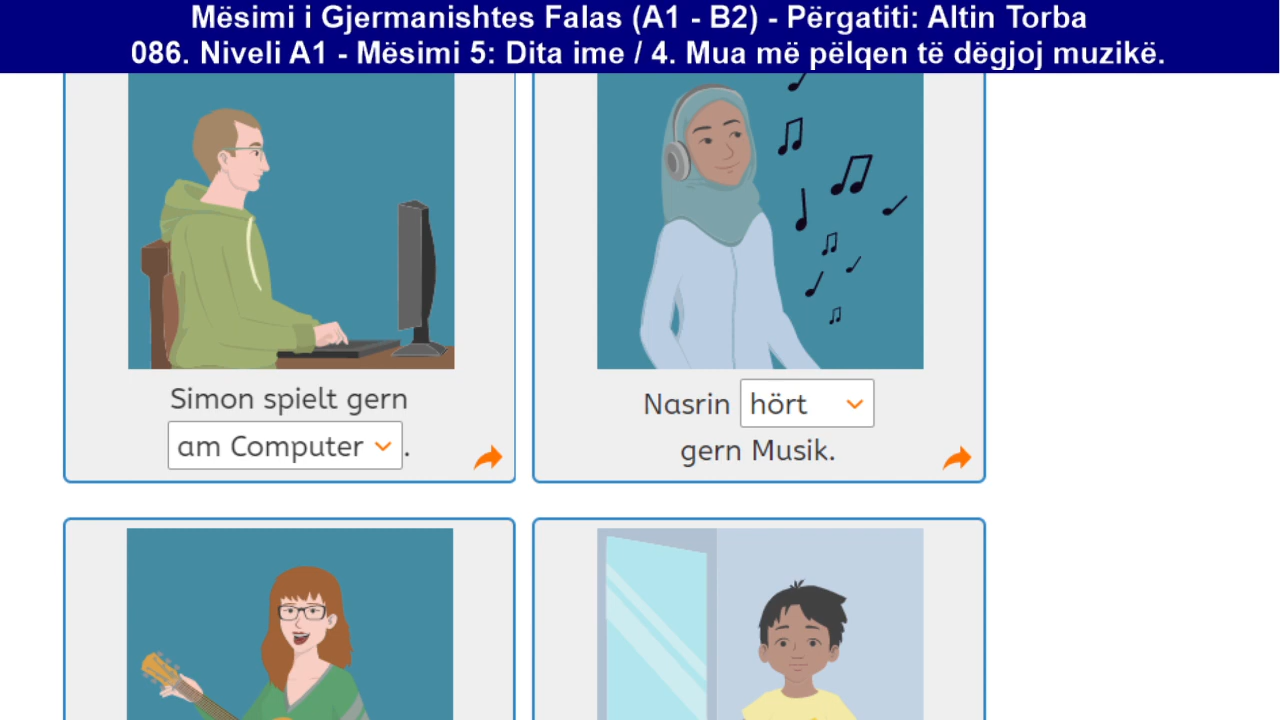 Mësimi i Gjermanishtes Falas (A1 - B2) - Përgatiti: Altin Torba
086. Niveli A1 - Mësimi 5: Dita ime / 4. Mua më pëlqen të dëgjoj muzikë.
Simon spielt gern
am Computer.
Nasrin hört
gern Musik.